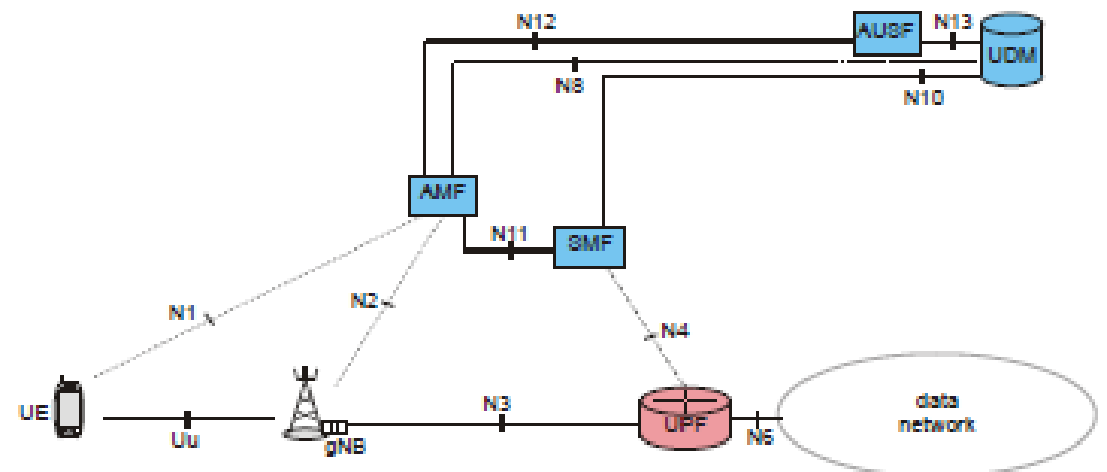 N12
AUSF
N13
UDM
N8
N10
AMF
N11
SMF
N1
N2
N4
UE
Uu
gNB
N3
UPF
N6
data
network